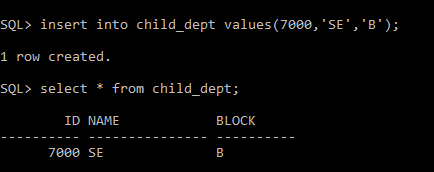 SQL> insert into child_dept values(7000,'SE','B');
1 row created.
SQL> select * from child_dept;
ID NAME BLOCK
---------- --------------- ----------
7000 SE B